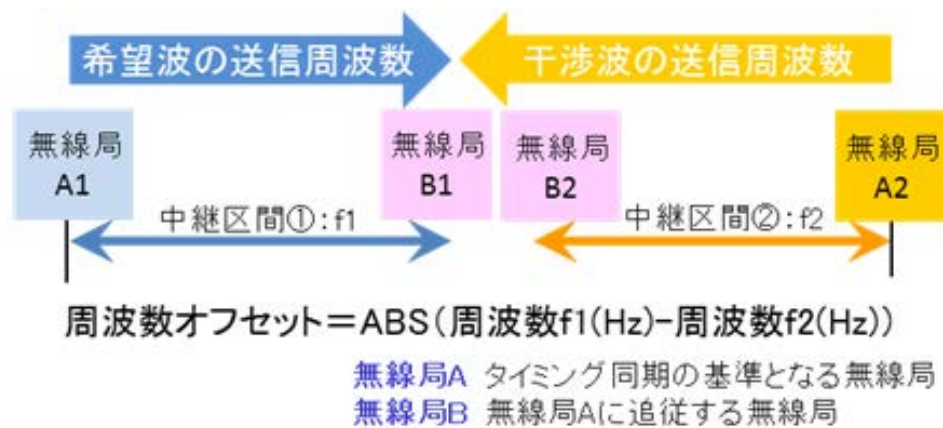 希望波の送信周波数
干渉波の送信周波数
無線局
A1
無線局
B1
無線局
B2
無線局
A2
中継区間①:f1
中継区間②:f2
周波数オフセット=ABS(周波数f1(Hz)-周波数f2(Hz))
無線局A タイミング同期の基準となる無線局
無線局B 無線局Aに追従する無線局